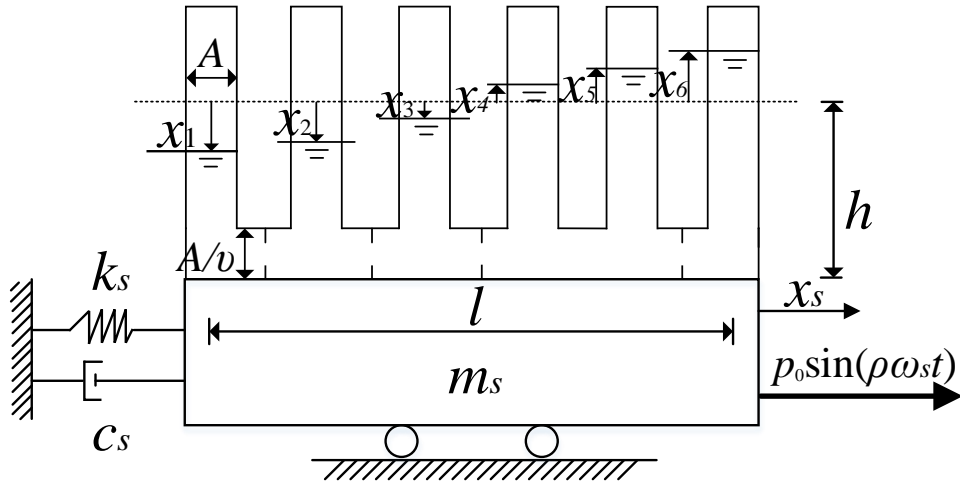 A
x₁
x₂
x₃
x₄
x₅
x₆
h
A/υ
kₛ
l
xₛ
mₛ
p₀sin(ρωₛt)
cₛ